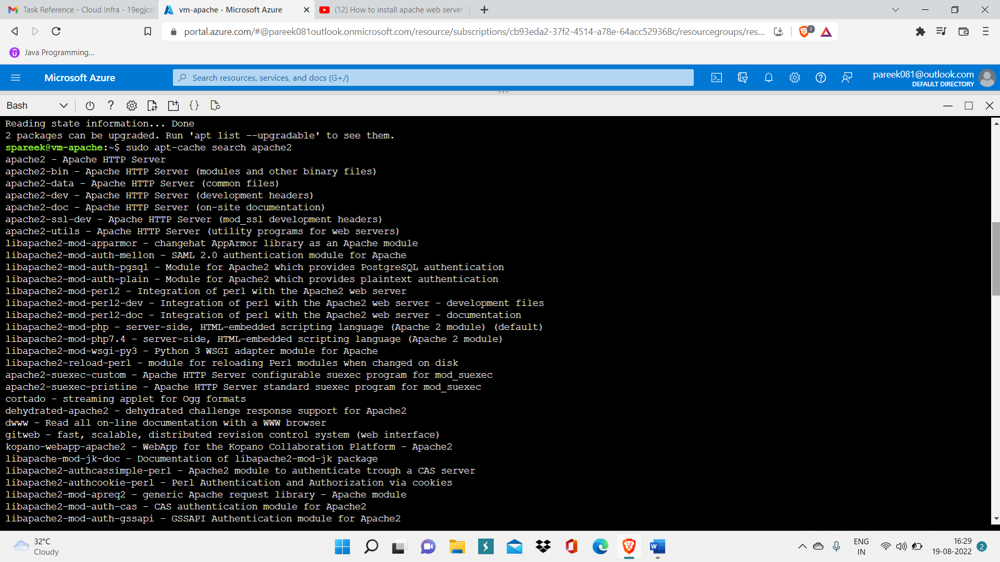 Task Reference - Cloud Infra - 19egjcs
vm-apache - Microsoft Azure
(12) How to install apache web server
portal.azure.com/#@pareek081outlook.onmicrosoft.com/resource/subscriptions/cb93eda2-37f2-4514-a78e-64acc529368c/resourcegroups/res...
3
Java Programming...
Microsoft Azure
Search resources, services, and docs (G+/)
pareek081@outlook.com
DEFAULT DIRECTORY
Bash
Reading state information... Done
2 packages can be upgraded. Run 'apt list --upgradable' to see them.
spareek@vm-apache:~$ sudo apt-cache search apache2
apache2 - Apache HTTP Server
apache2-bin - Apache HTTP Server (modules and other binary files)
apache2-data - Apache HTTP Server (common files)
apache2-dev - Apache HTTP Server (development headers)
apache2-doc - Apache HTTP Server (on-site documentation)
apache2-ssl-dev - Apache HTTP Server (mod_ssl development headers)
apache2-utils - Apache HTTP Server (utility programs for web servers)
libapache2-mod-apparmor - changehat AppArmor library as an Apache module
libapache2-mod-auth-mellon - SAML 2.0 authentication module for Apache
libapache2-mod-auth-pgsql - Module for Apache2 which provides PostgreSQL authentication
libapache2-mod-auth-plain - Module for Apache2 which provides plaintext authentication
libapache2-mod-perl2 - Integration of perl with the Apache2 web server
libapache2-mod-perl2-dev - Integration of perl with the Apache2 web server - development files
libapache2-mod-perl2-doc - Integration of perl with the Apache2 web server - documentation
libapache2-mod-php - server-side, HTML-embedded scripting language (Apache 2 module) (default)
libapache2-mod-php7.4 - server-side, HTML-embedded scripting language (Apache 2 module)
libapache2-mod-wsgi-py3 - Python 3 WSGI adapter module for Apache
libapache2-reload-perl - module for reloading Perl modules when changed on disk
apache2-suexec-custom - Apache HTTP Server configurable suexec program for mod_suexec
apache2-suexec-pristine - Apache HTTP Server standard suexec program for mod_suexec
cortado - streaming applet for Ogg formats
dehydrated-apache2 - dehydrated challenge response support for Apache2
dwww - Read all on-line documentation with a WWW browser
gitweb - fast, scalable, distributed revision control system (web interface)
kopano-webapp-apache2 - WebApp for the Kopano Collaboration Platform - Apache2
libapache-mod-jk-doc - Documentation of libapache2-mod-jk package
libapache2-authcassimple-perl - Apache2 module to authenticate trough a CAS server
libapache2-authcookie-perl - Perl Authentication and Authorization via cookies
libapache2-mod-apreq2 - generic Apache request library - Apache module
libapache2-mod-auth-cas - CAS authentication module for Apache2
libapache2-mod-auth-gssapi - GSSAPI Authentication module for Apache2
32°C
Cloudy
ENG
IN
16:29
19-08-2022
2